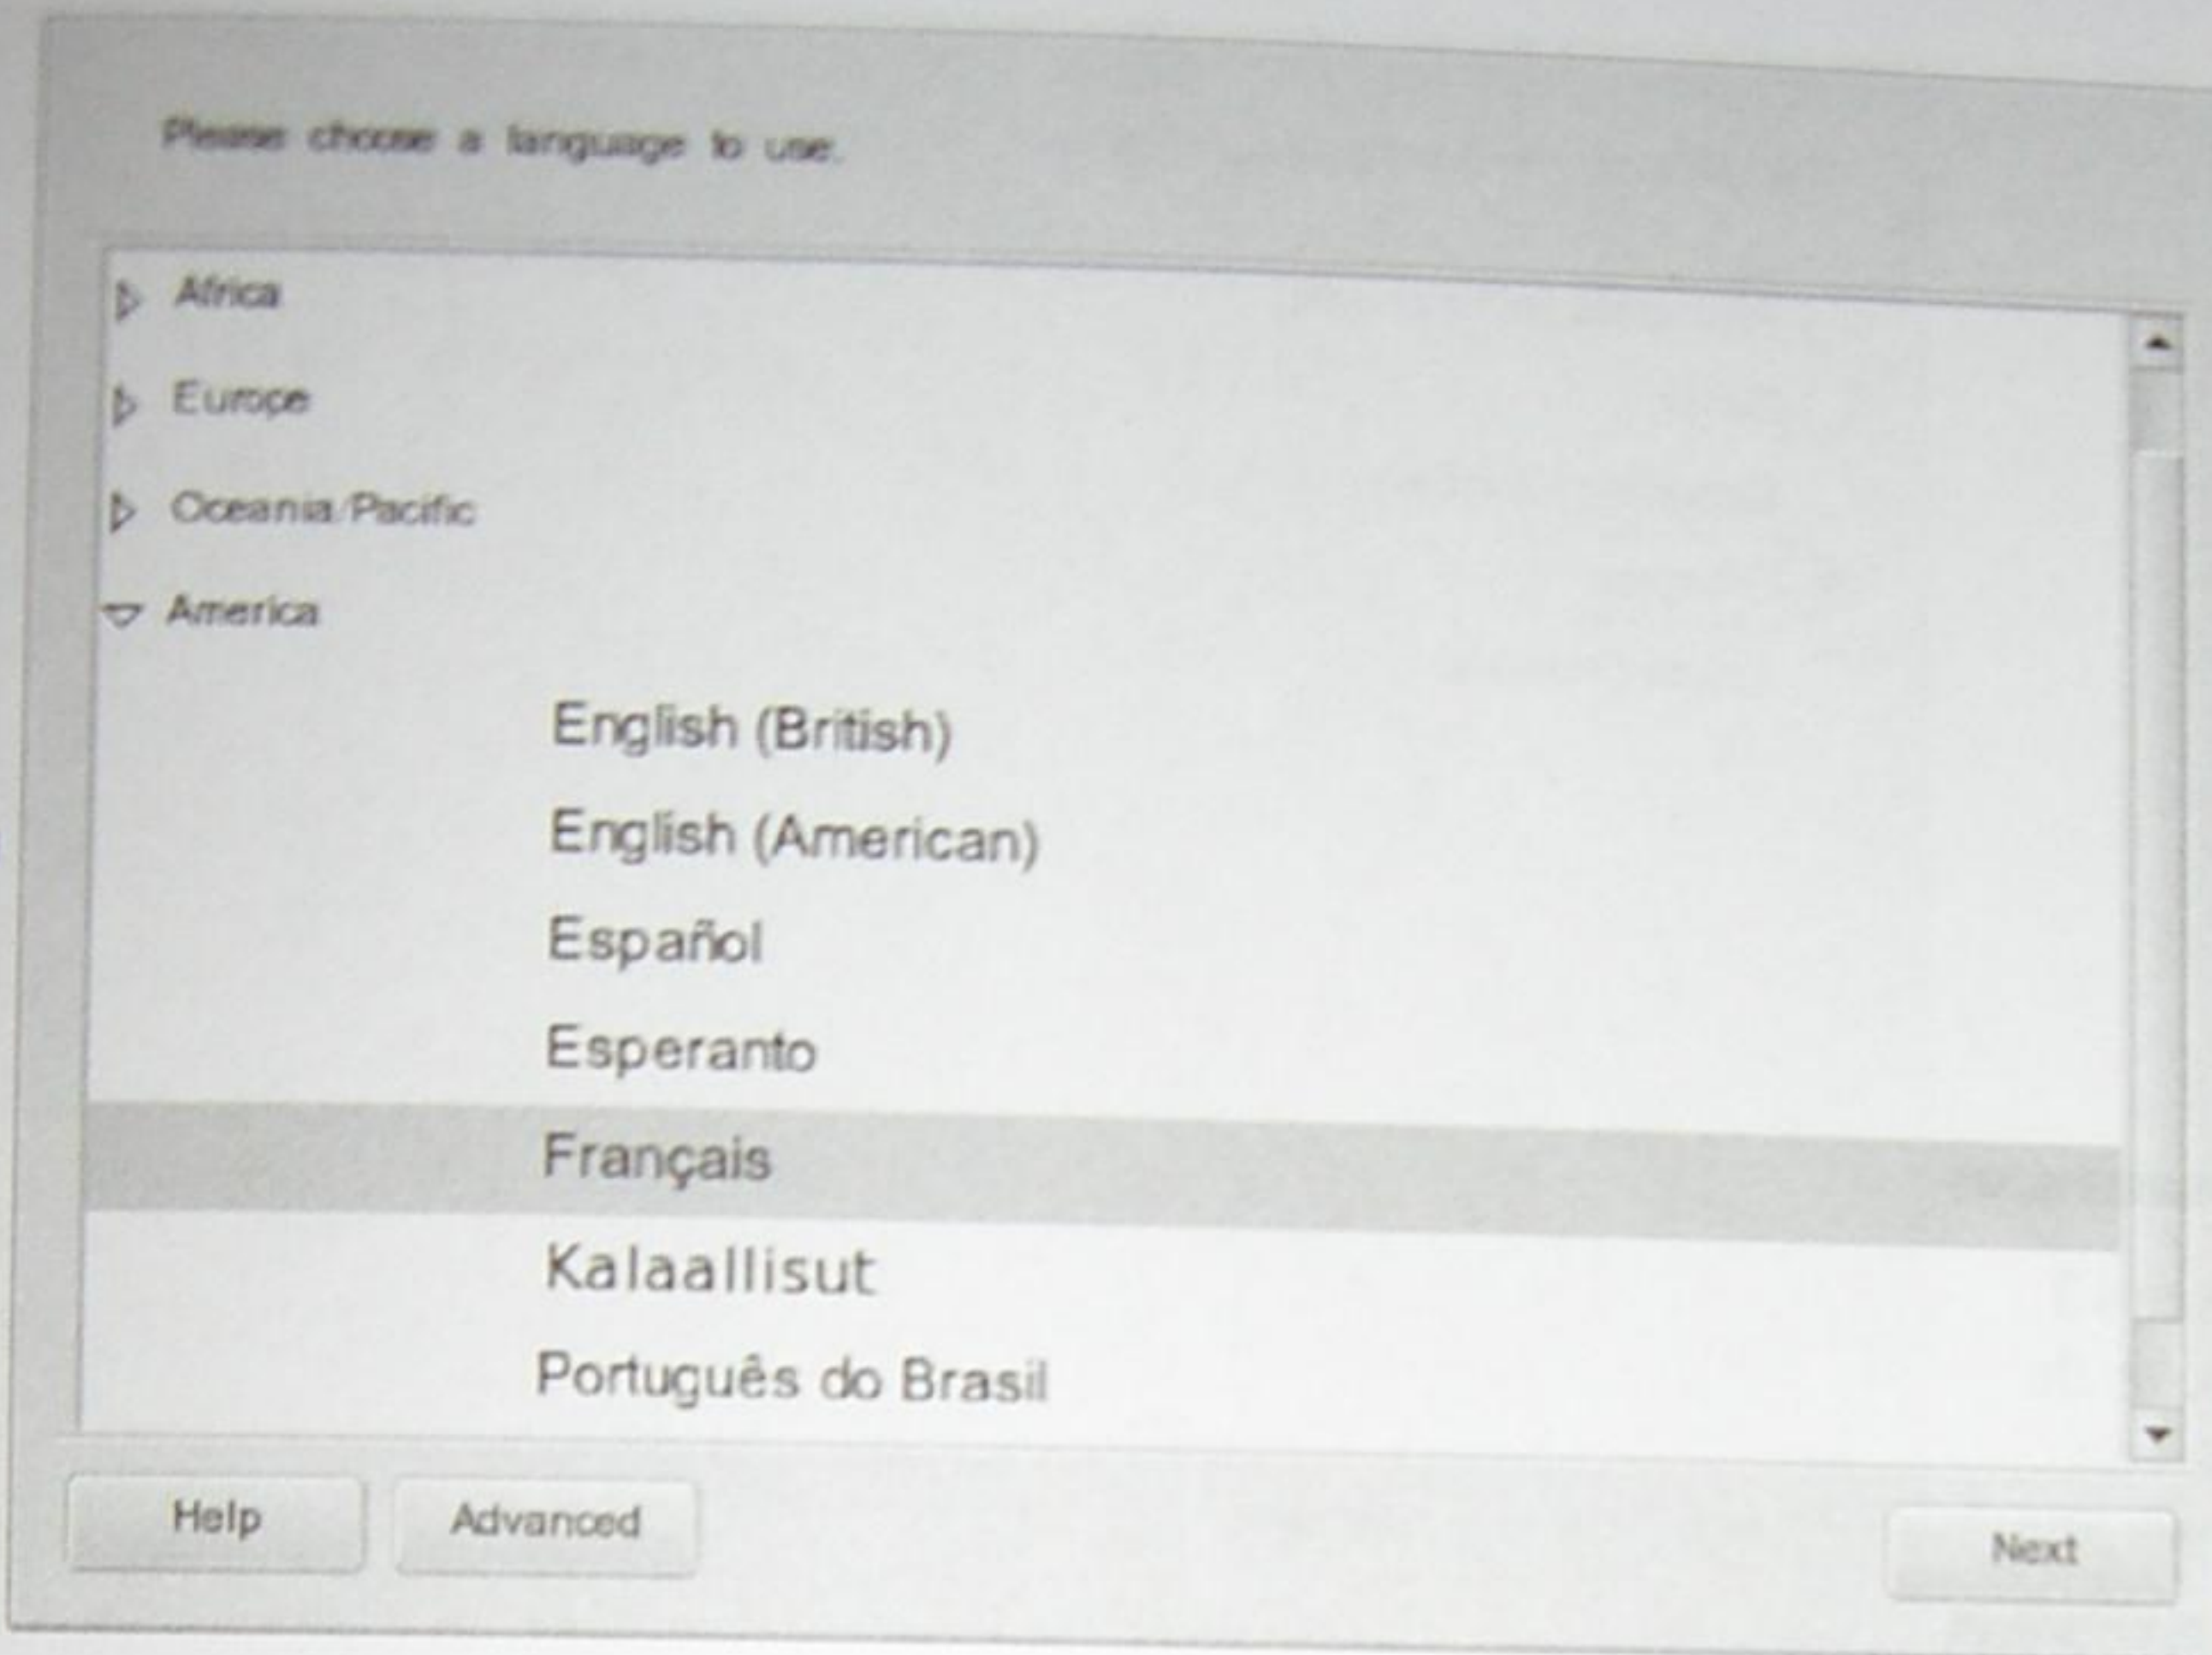 Please choose a language to use.
Africa
Europe
Oceania/Pacific
America
English (British)
English (American)
Español
Esperanto
Français
Kalaallisut
Português do Brasil
Help
Advanced
Next